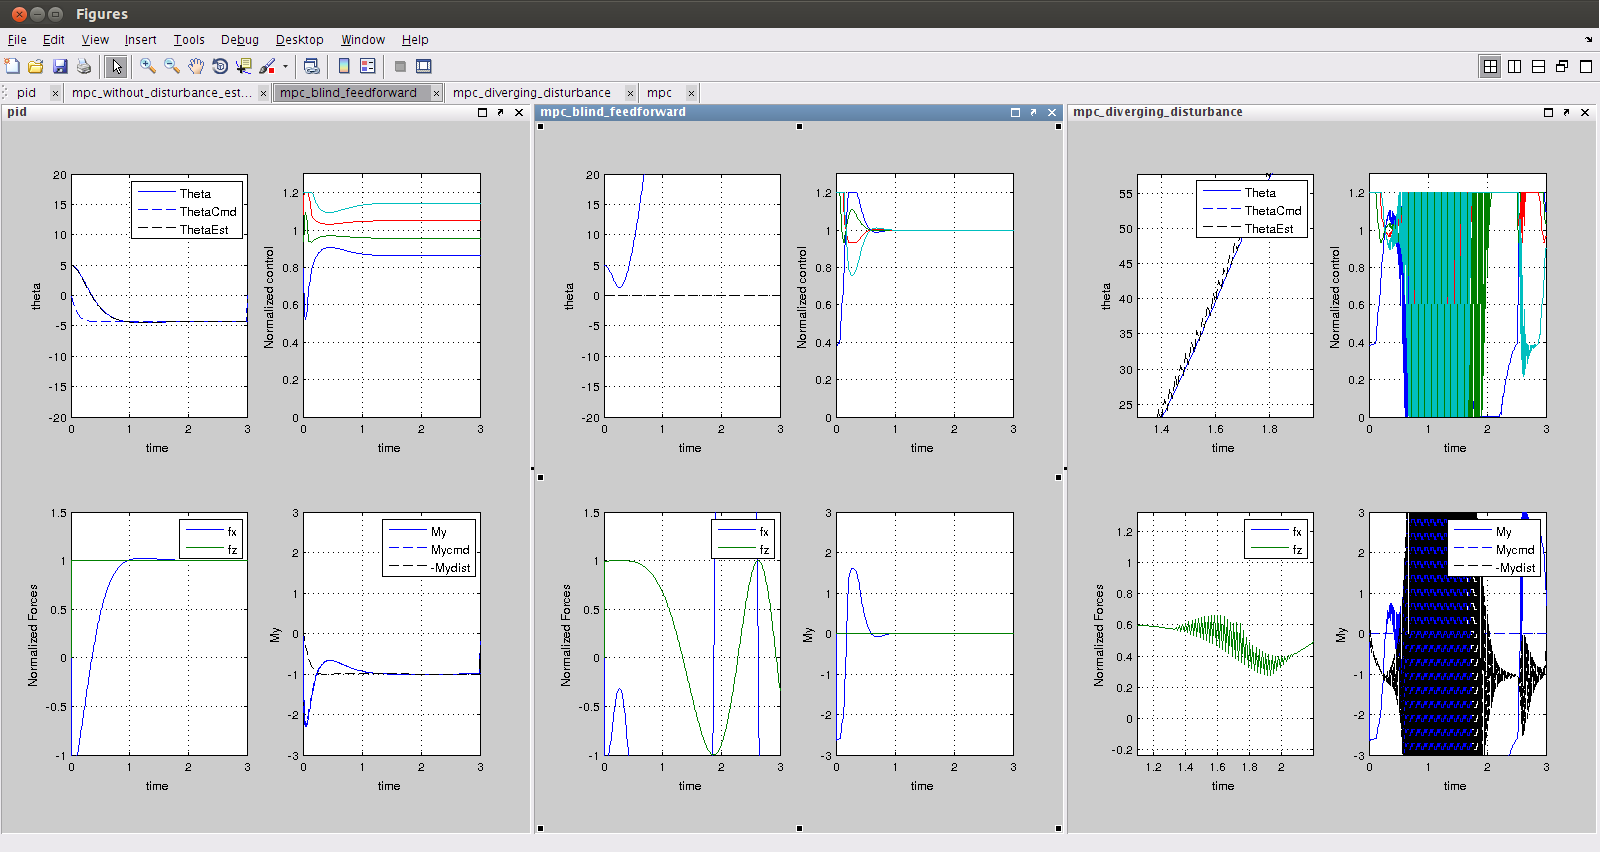 Figures
File Edit View Insert Tools Debug Desktop Window Help
pid mpc_without_disturbance_est... mpc_blind_feedforward mpc_diverging_disturbance mpc
pid
20
15
10
5
0
-5
-10
-15
-20
theta
Theta
ThetaCmd
ThetaEst
0 1 2 3
time
1.2
1
0.8
0.6
0.4
0.2
0
Normalized control
0 1 2 3
time
1.5
1
0.5
0
-0.5
-1
Normalized Forces
fx
fz
0 1 2 3
time
3
2
1
0
-1
-2
-3
My
My
Mycmd
-Mydist
0 1 2 3
time
mpc_blind_feedforward
20
15
10
5
0
-5
-10
-15
-20
theta
0 1 2 3
time
1.2
1
0.8
0.6
0.4
0.2
0
Normalized control
0 1 2 3
time
1.5
1
0.5
0
-0.5
-1
Normalized Forces
fx
fz
0 1 2 3
time
3
2
1
0
-1
-2
-3
My
0 1 2 3
time
mpc_diverging_disturbance
55
50
45
40
35
30
25
theta
Theta
ThetaCmd
ThetaEst
1.4 1.6 1.8
time
1.2
1
0.8
0.6
0.4
0.2
0
Normalized control
0 1 2 3
time
1.2
1
0.8
0.6
0.4
0.2
0
-0.2
Normalized Forces
fx
fz
1.2 1.4 1.6 1.8 2 2.2
time
3
2
1
0
-1
-2
-3
My
My
Mycmd
-Mydist
0 1 2 3
time